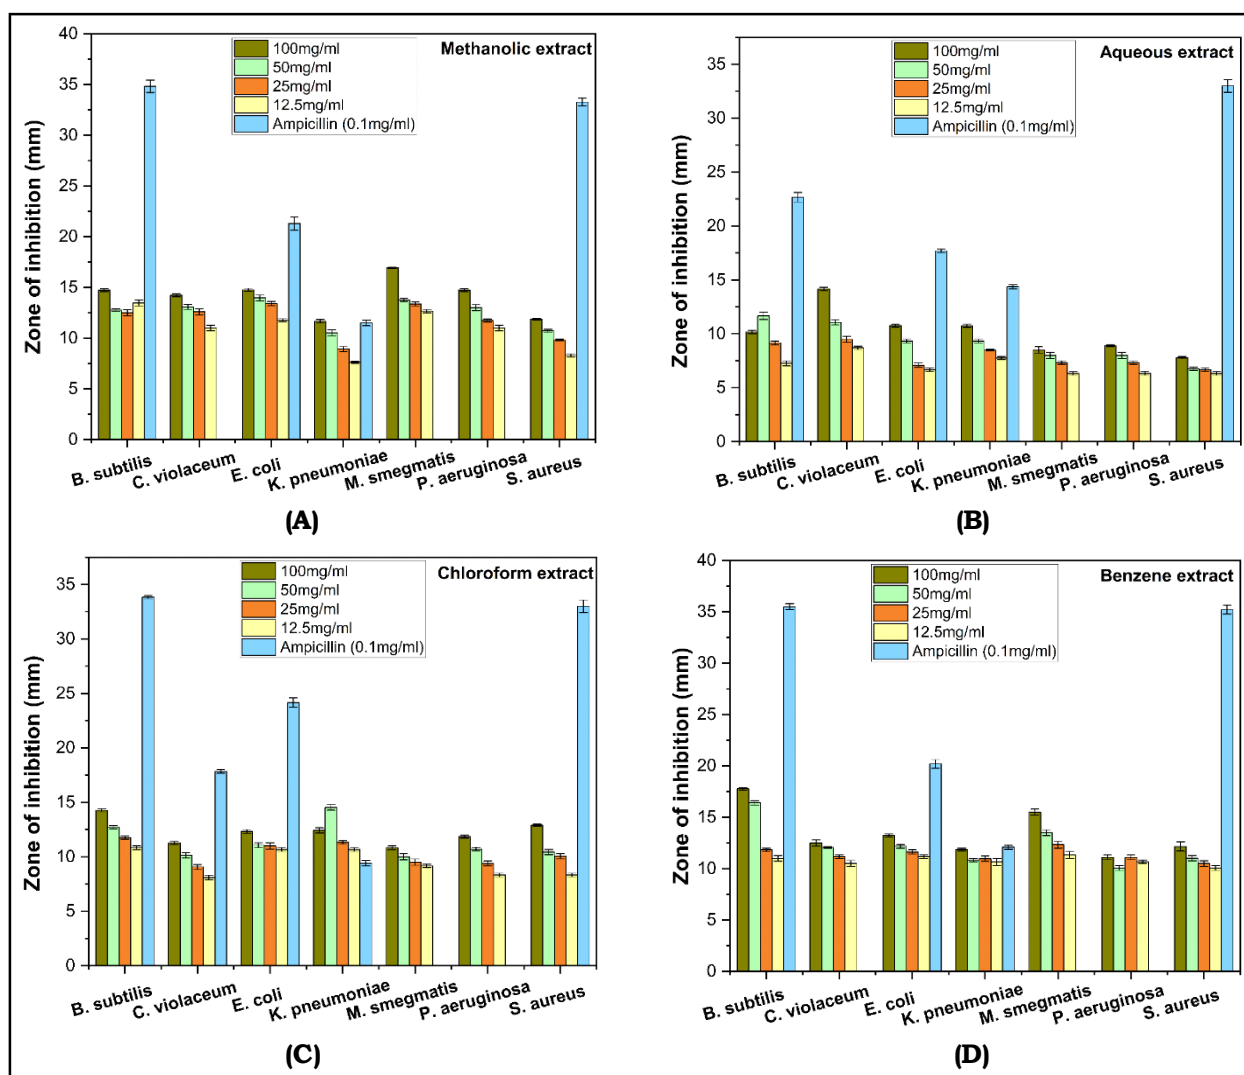 Methanolic extract
100mg/ml
50mg/ml
25mg/ml
12.5mg/ml
Ampicillin (0.1mg/ml)
Zone of inhibition (mm)
40
35
30
25
20
15
10
5
0
B. subtilis
C. violaceum
E. coli
K. pneumoniae
M. smegmatis
P. aeruginosa
S. aureus
(A)
Aqueous extract
100mg/ml
50mg/ml
25mg/ml
12.5mg/ml
Ampicillin (0.1mg/ml)
Zone of inhibition (mm)
35
30
25
20
15
10
5
0
B. subtilis
C. violaceum
E. coli
K. pneumoniae
M. smegmatis
P. aeruginosa
S. aureus
(B)
Chloroform extract
100mg/ml
50mg/ml
25mg/ml
12.5mg/ml
Ampicillin (0.1mg/ml)
Zone of inhibition (mm)
35
30
25
20
15
10
5
0
B. subtilis
C. violaceum
E. coli
K. pneumoniae
M. smegmatis
P. aeruginosa
S. aureus
(C)
Benzene extract
100mg/ml
50mg/ml
25mg/ml
12.5mg/ml
Ampicillin (0.1mg/ml)
Zone of inhibition (mm)
40
35
30
25
20
15
10
5
0
B. subtilis
C. violaceum
E. coli
K. pneumoniae
M. smegmatis
P. aeruginosa
S. aureus
(D)